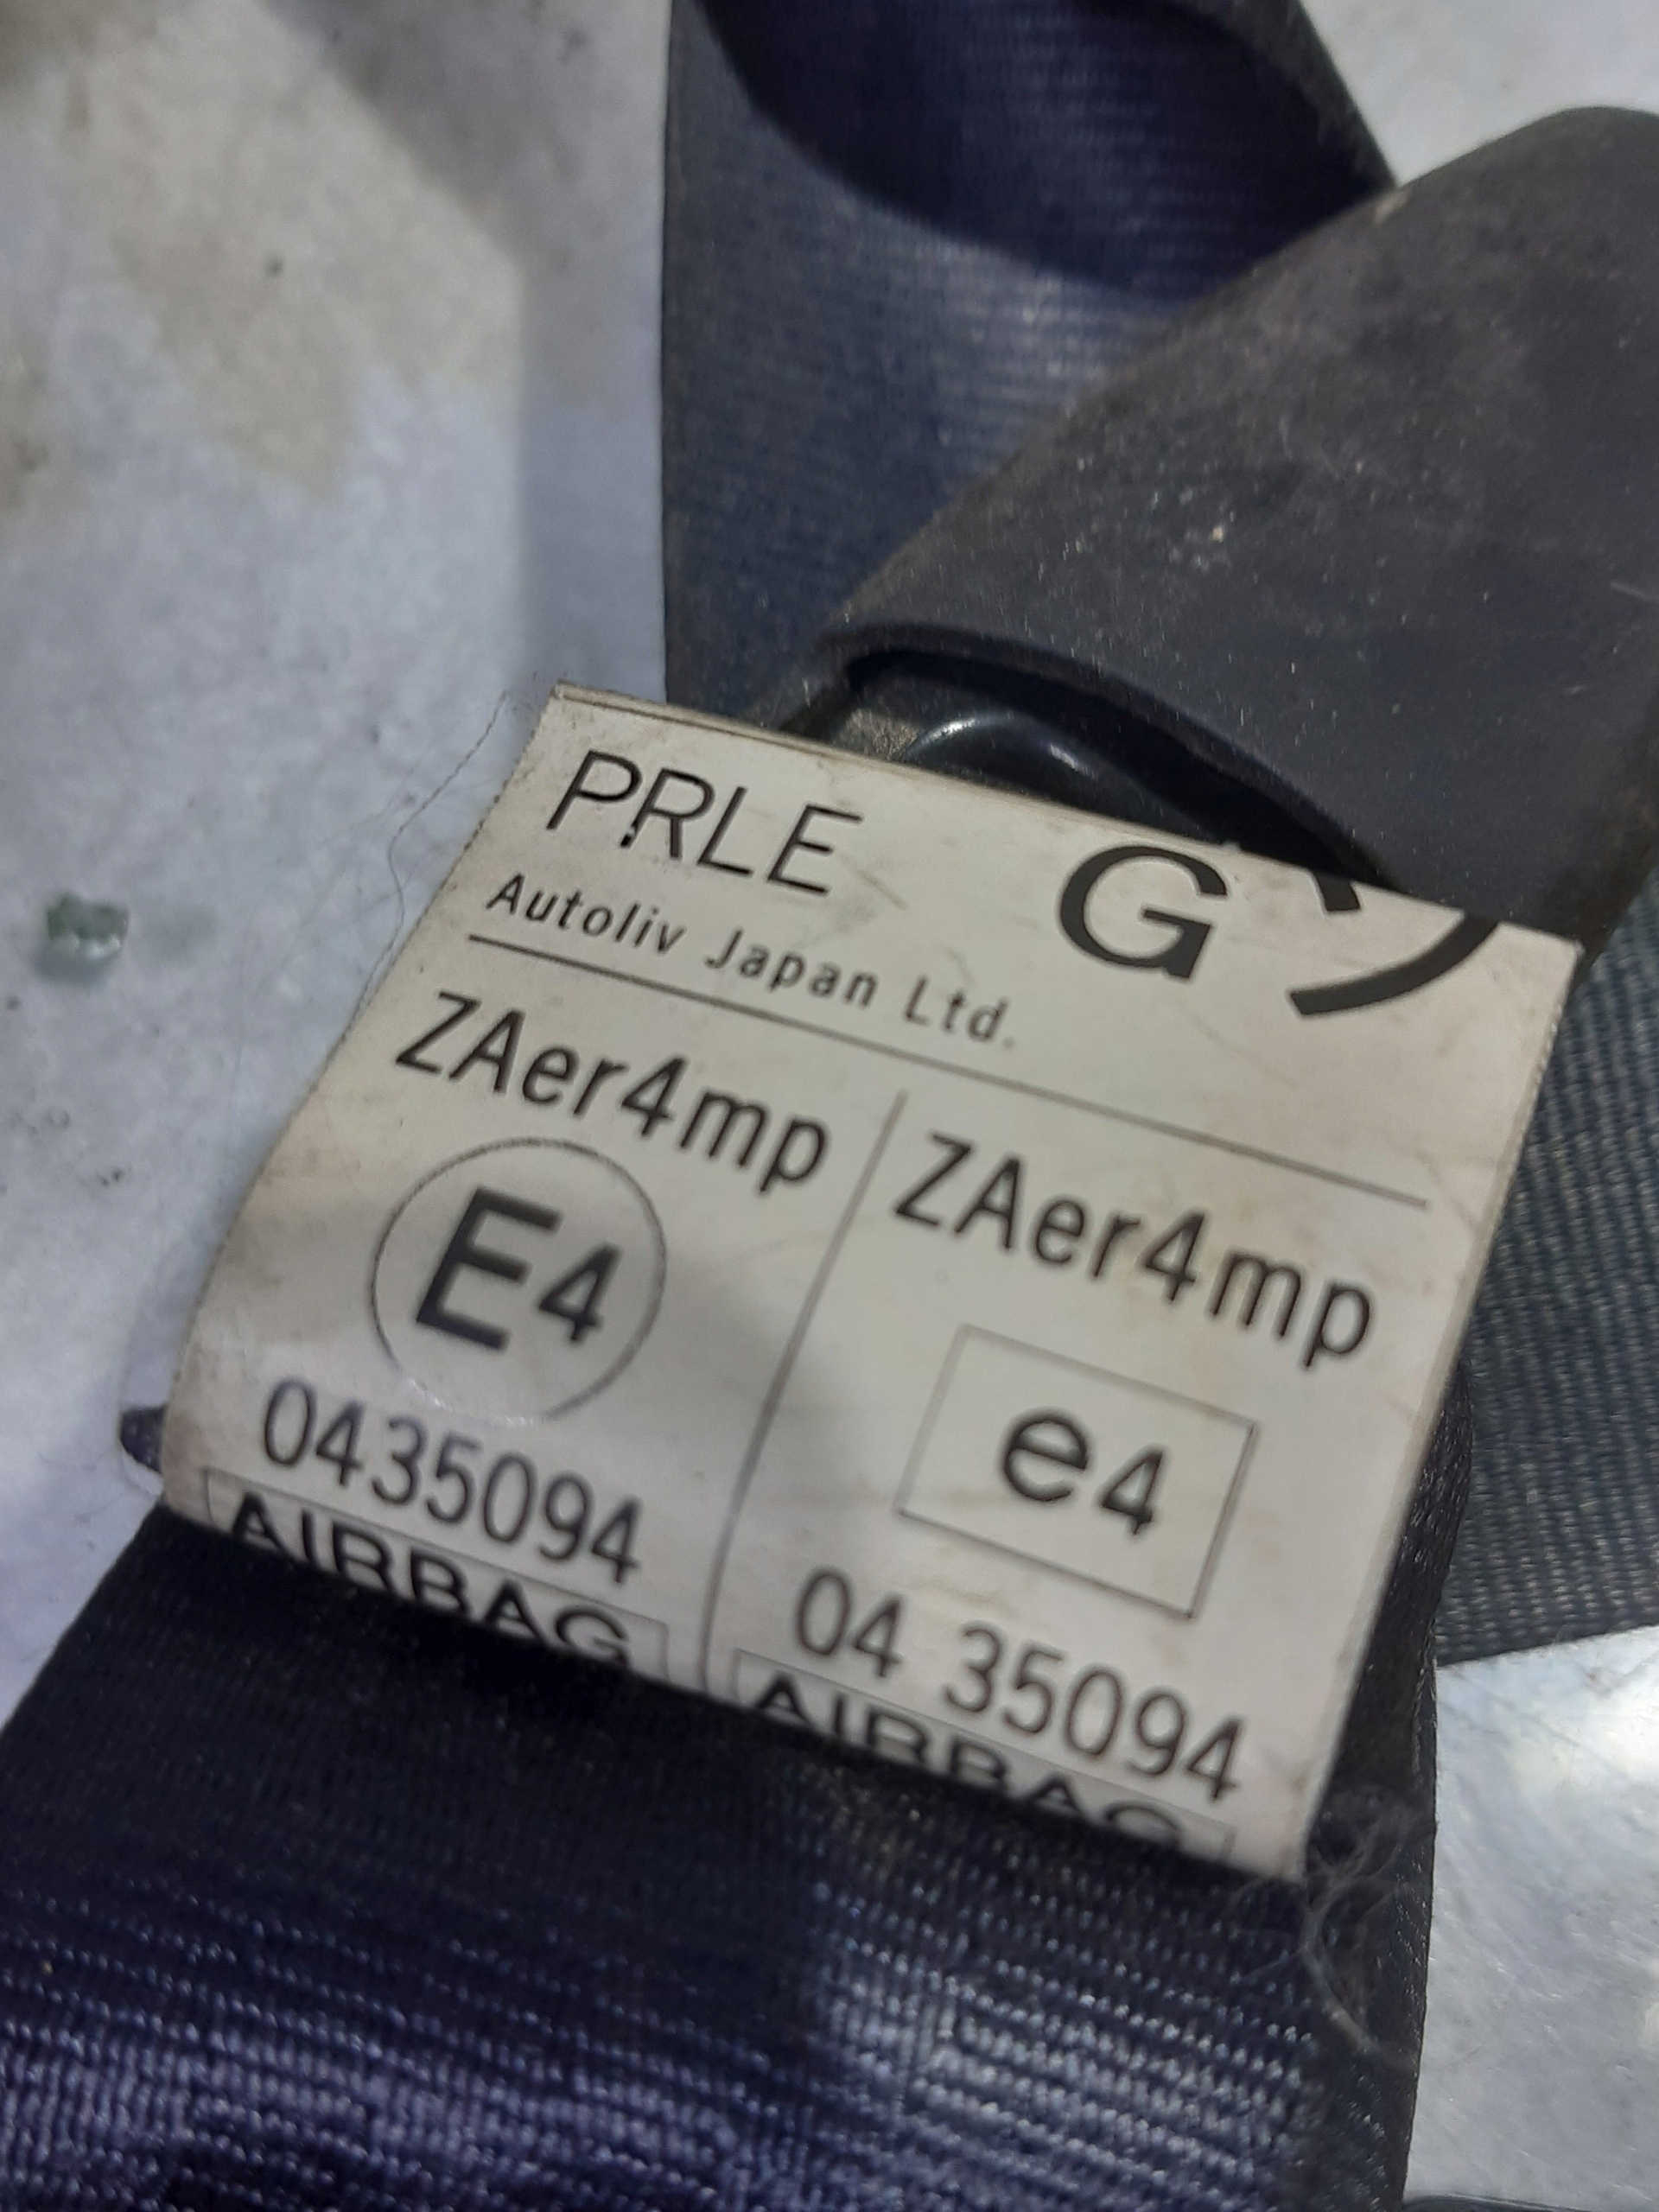 PRLE G
Autoliv Japan Ltd.
ZAer4mp ZAer4mp
E4 e4
0435094 04 35094
AIRBAG AIRBAG